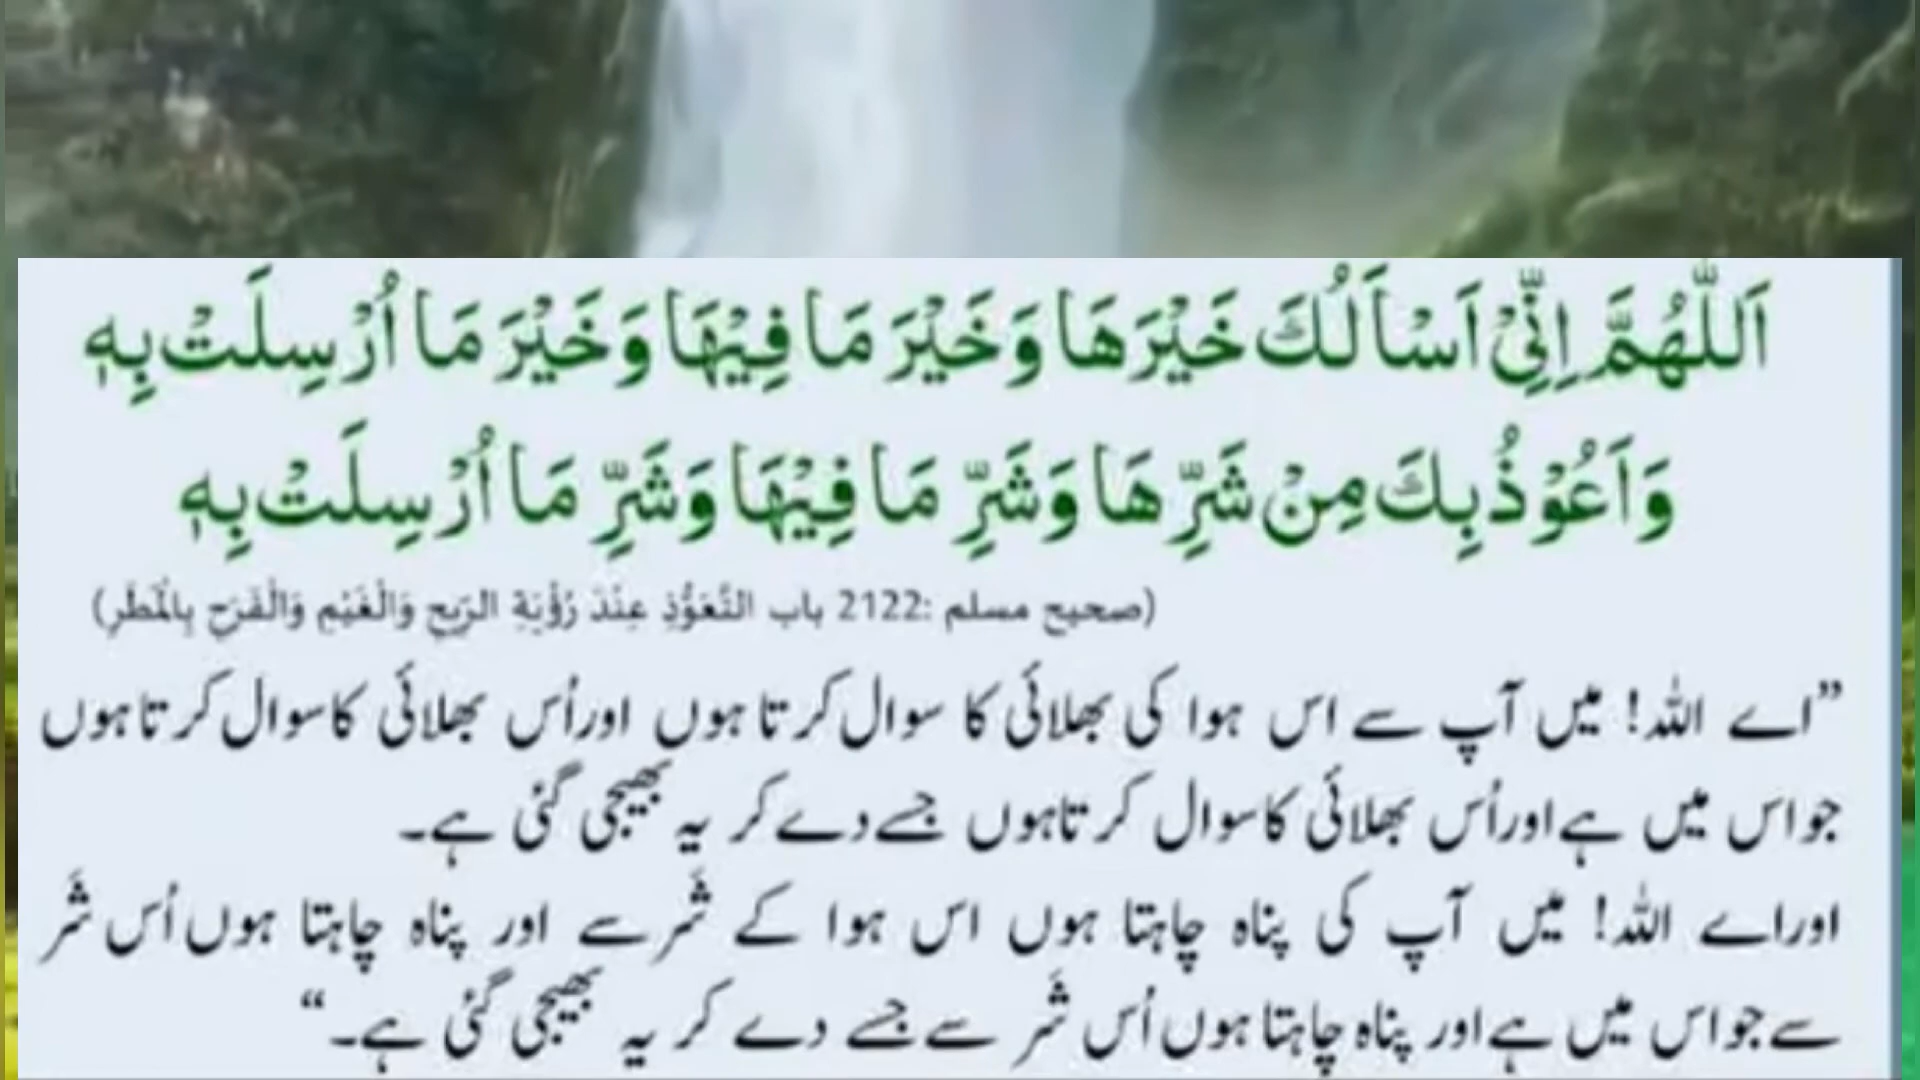 اَللّٰهُمَّ اِنِّیْۤ اَسْاَلُكَ خَیْرَهَا وَخَیْرَ مَا فِیْهَا وَخَیْرَ مَا اُرْسِلَتْ بِهٖ
وَاَعُوْذُ بِكَ مِنْ شَرِّهَا وَشَرِّ مَا فِیْهَا وَشَرِّ مَا اُرْسِلَتْ بِهٖ
(صحیح مسلم :2122 باب التَّعَوُّذِ عِنْدَ رُؤْيَةِ الرِّيحِ وَالْغَيْمِ وَالْفَرَحِ بِالْمَطَرِ)
”اے اللہ! میں آپ سے اس ہوا کی بھلائی کا سوال کرتا ہوں اور اُس بھلائی کا سوال کرتا ہوں
جو اس میں ہے اور اُس بھلائی کا سوال کرتا ہوں جسے دے کر یہ بھیجی گئی ہے۔
اور اے اللہ! میں آپ کی پناہ چاہتا ہوں اس ہوا کے شَر سے اور پناہ چاہتا ہوں اُس شَر
سے جو اس میں ہے اور پناہ چاہتا ہوں اُس شَر سے جسے دے کر یہ بھیجی گئی ہے۔“